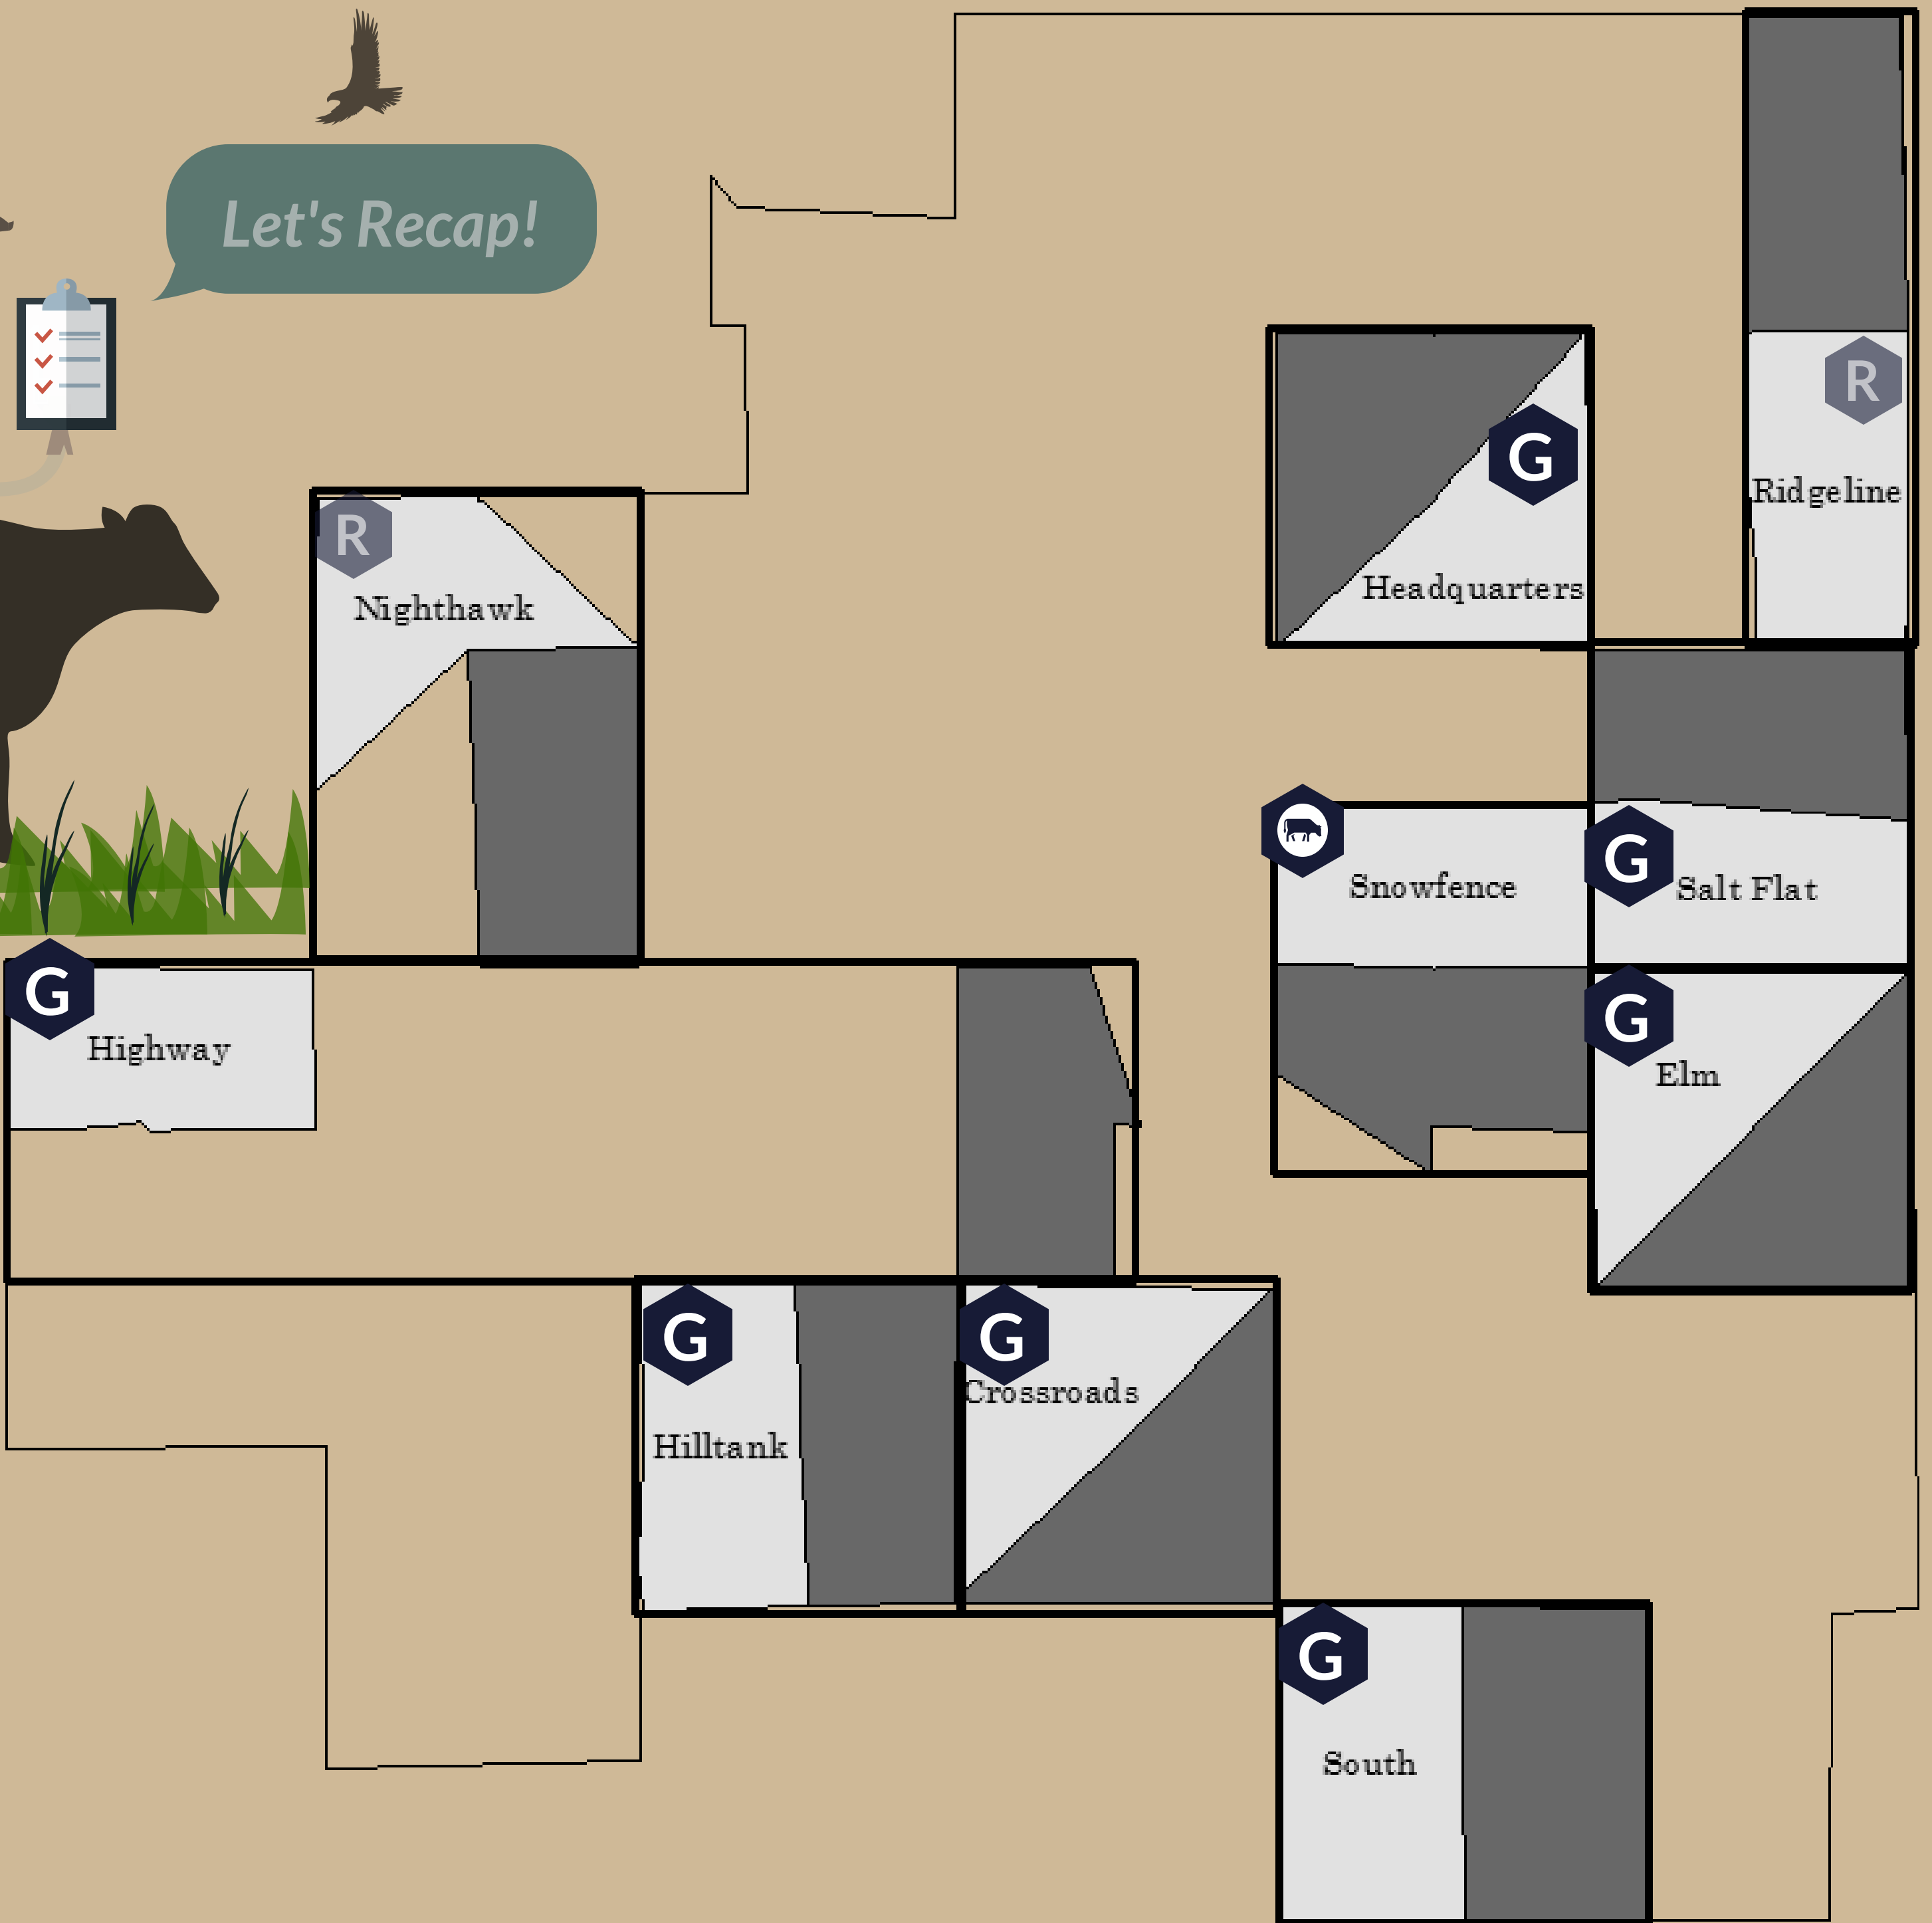 Let's Recap!
R
G
Ridgeline
R
Headquarters
Nighthawk
G
Snowfence
Salt Flat
G
G
Highway
Elm
G
G
Crossroads
Hilltank
G
South